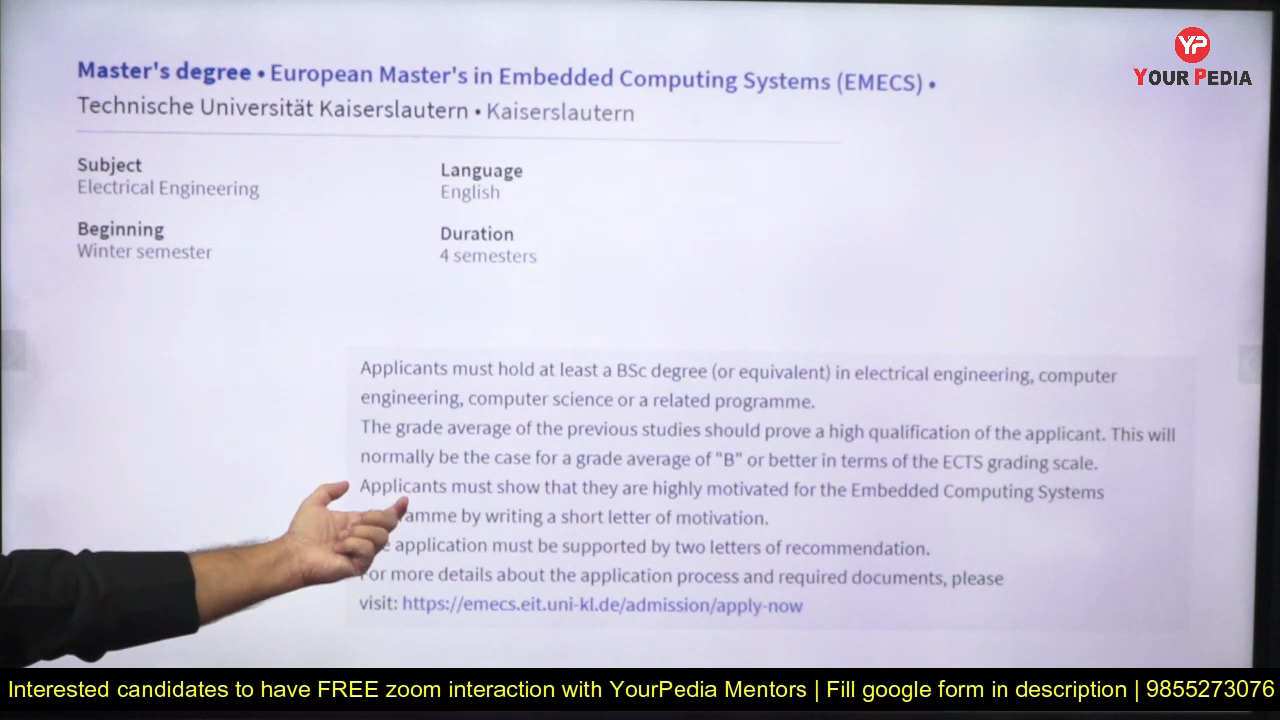 YP
YOUR PEDIA
Master's degree • European Master's in Embedded Computing Systems (EMECS) •
Technische Universität Kaiserslautern • Kaiserslautern
Subject
Electrical Engineering
Language
English
Beginning
Winter semester
Duration
4 semesters
Applicants must hold at least a BSc degree (or equivalent) in electrical engineering, computer
engineering, computer science or a related programme.
The grade average of the previous studies should prove a high qualification of the applicant. This will
normally be the case for a grade average of "B" or better in terms of the ECTS grading scale.
Applicants must show that they are highly motivated for the Embedded Computing Systems
by writing a short letter of motivation.
application must be supported by two letters of recommendation.
For more details about the application process and required documents, please
visit: https://emecs.eit.uni-kl.de/admission/apply-now
Interested candidates to have FREE zoom interaction with YourPedia Mentors | Fill google form in description | 9855273076